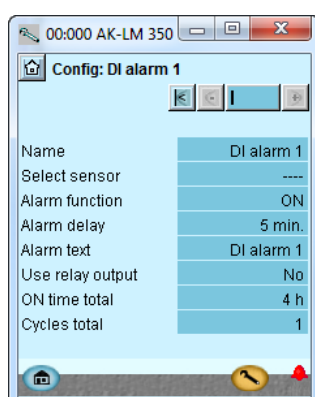 00:000 AK-LM 350
Config: DI alarm 1
Name DI alarm 1
Select sensor ----
Alarm function ON
Alarm delay 5 min.
Alarm text DI alarm 1
Use relay output No
ON time total 4 h
Cycles total 1